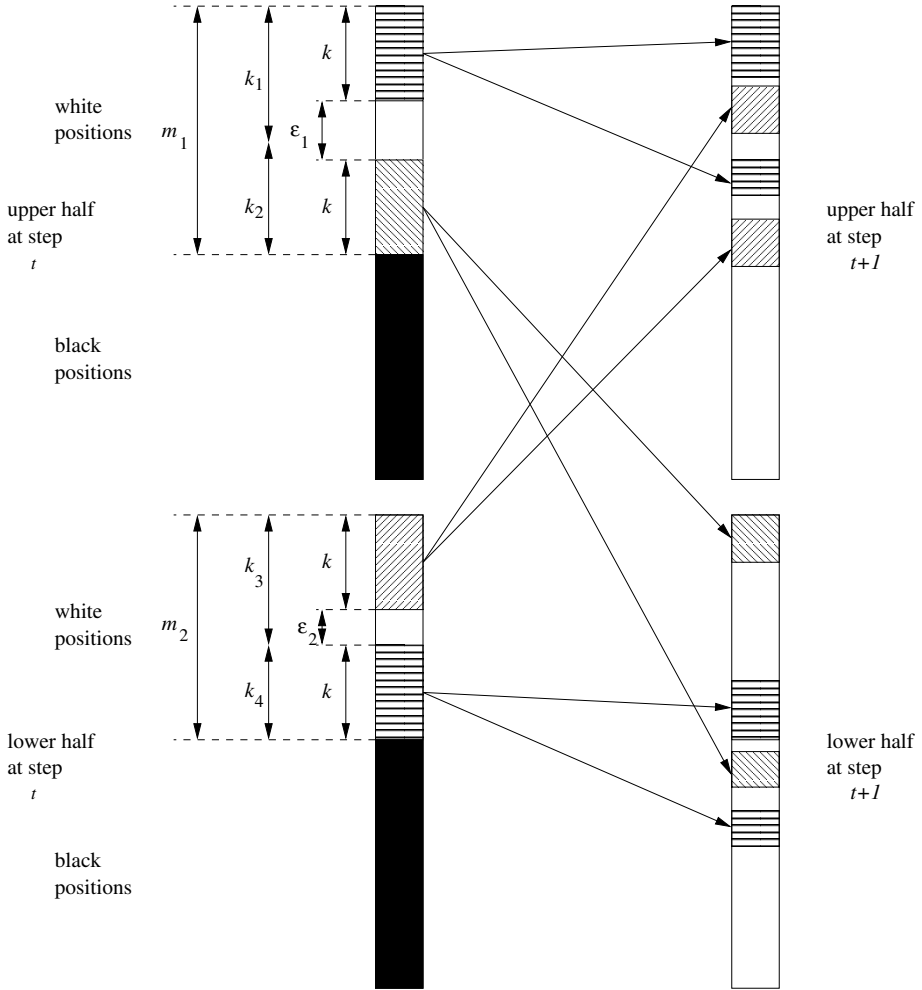 white
positions
m1
k1
k
ε1
k2
k
upper half
at step
t
upper half
at step
t+1
black
positions
white
positions
m2
k3
k
ε2
k4
k
lower half
at step
t
lower half
at step
t+1
black
positions